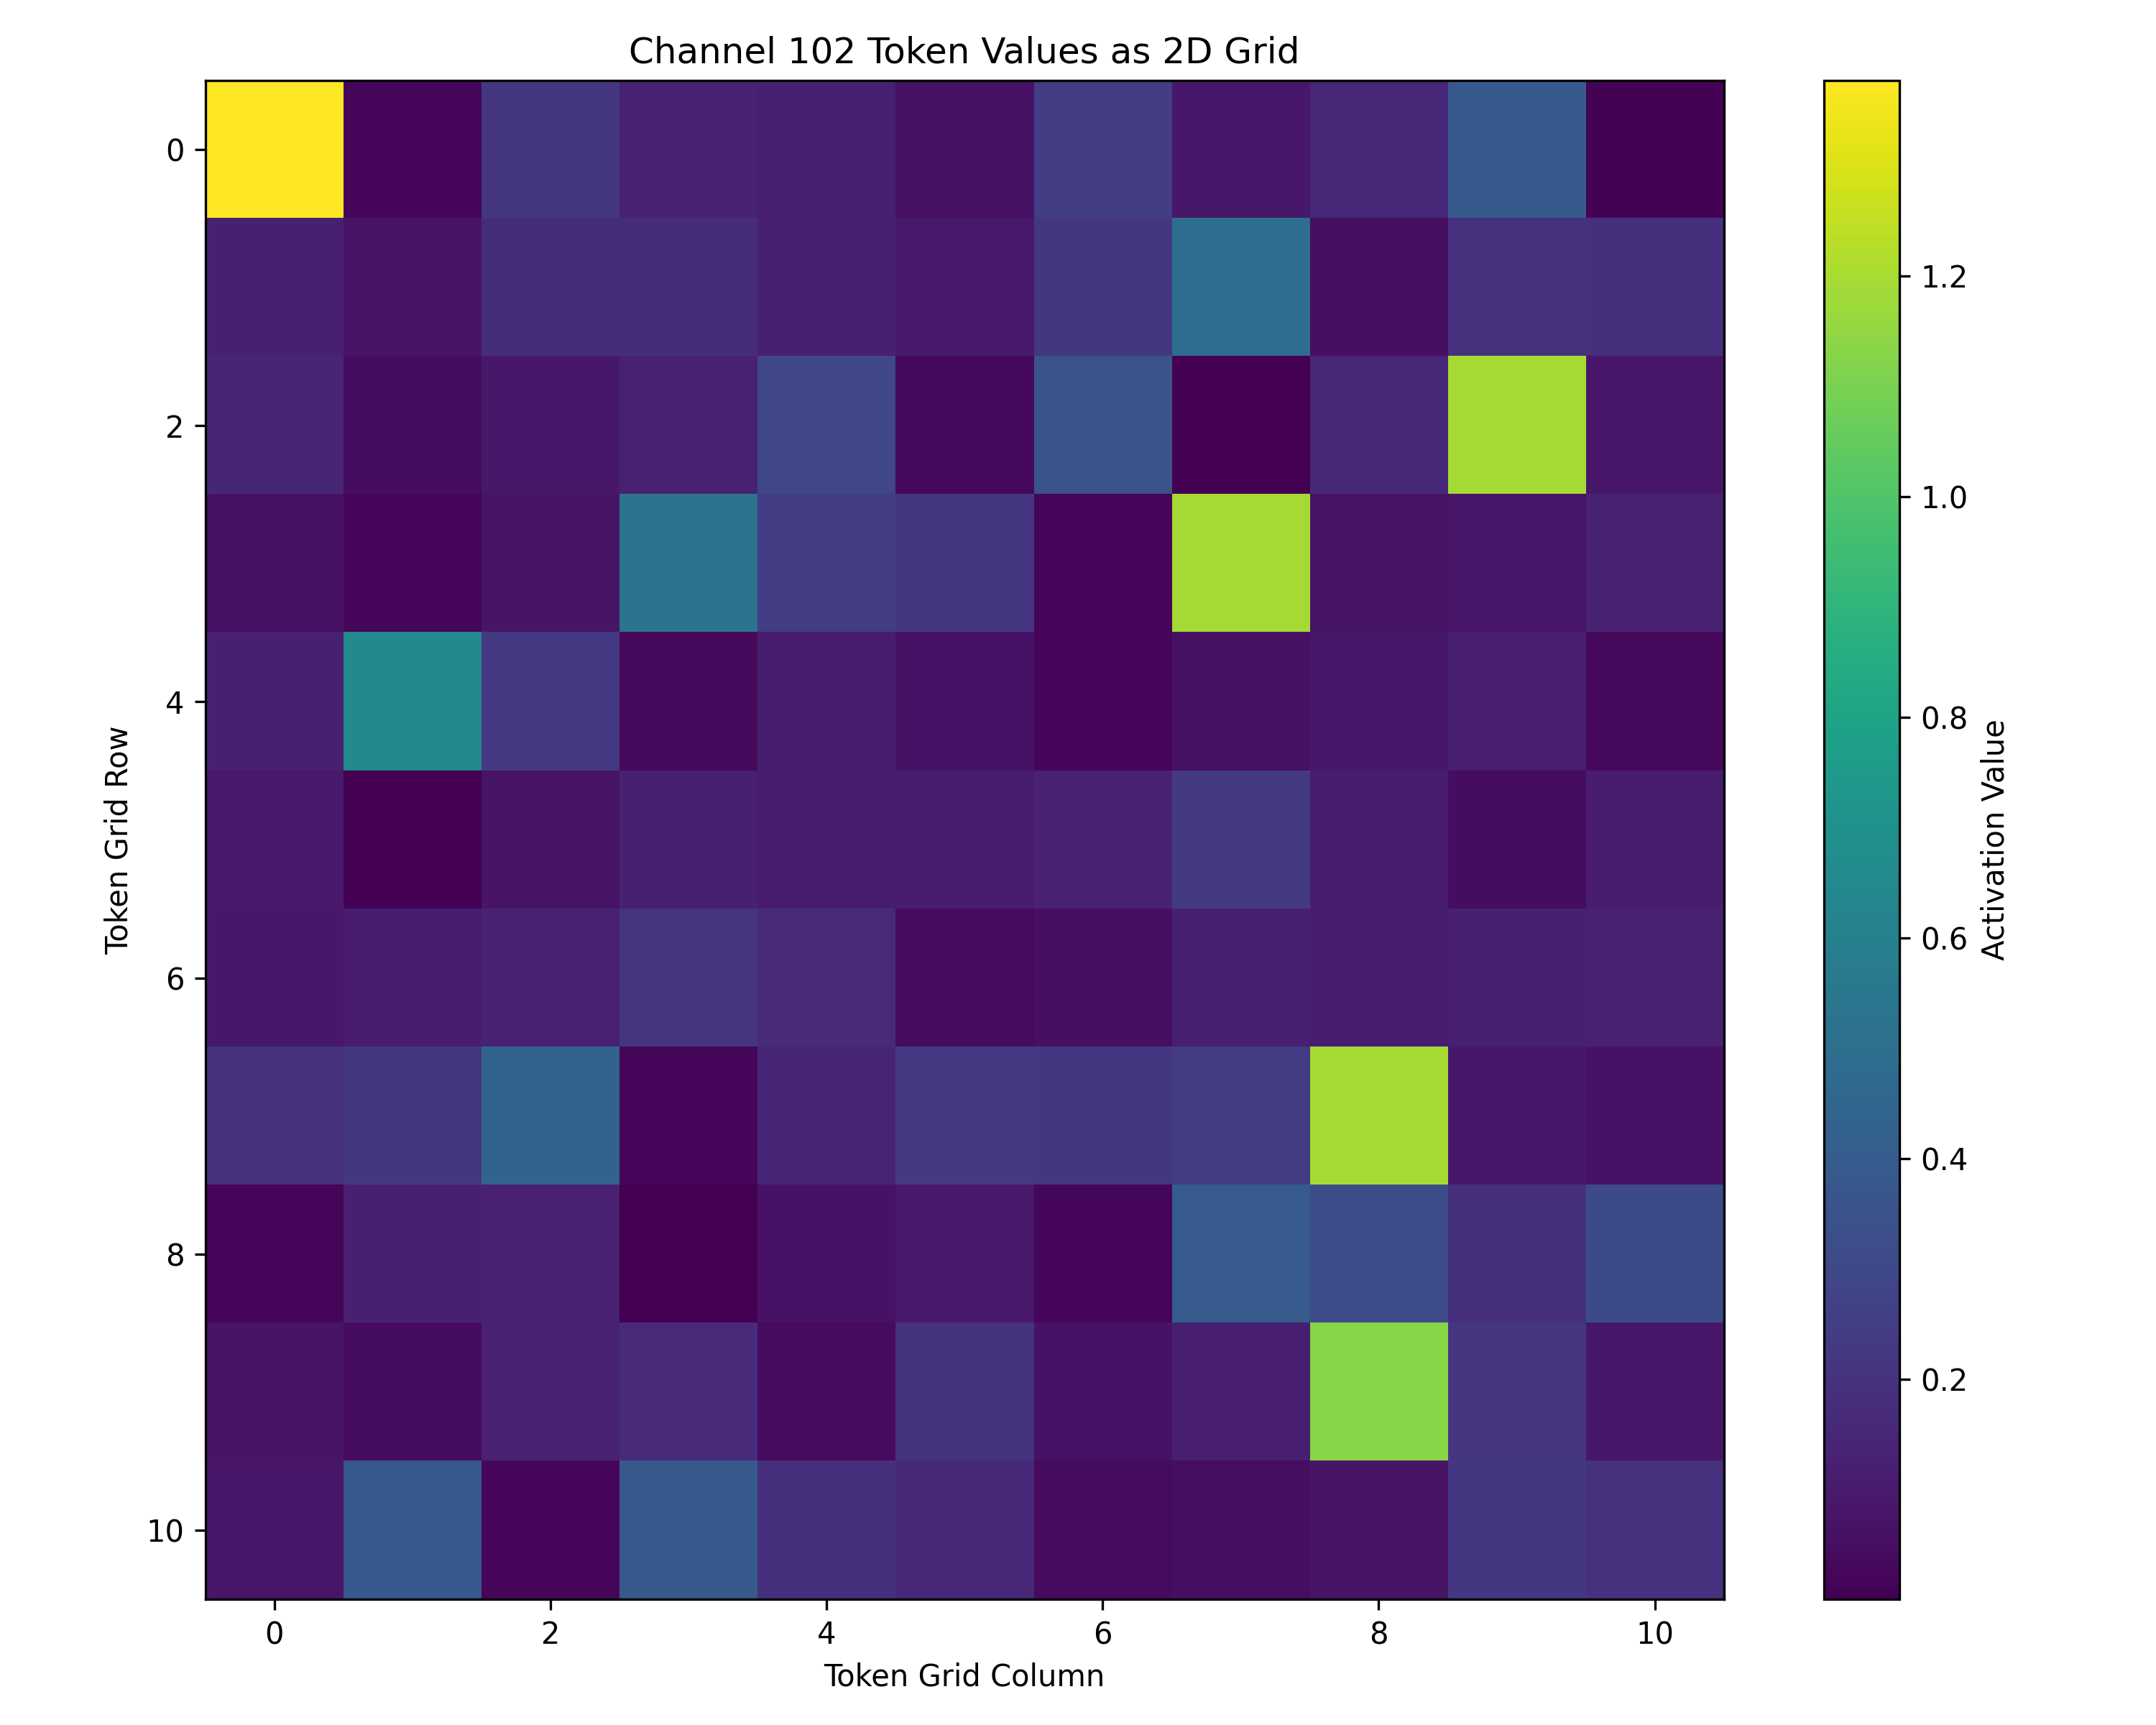 Channel 102 Token Values as 2D Grid
0
2
4
6
8
10
Token Grid Row
0 2 4 6 8 10
Token Grid Column
1.2
1.0
0.8
0.6
0.4
0.2
Activation Value